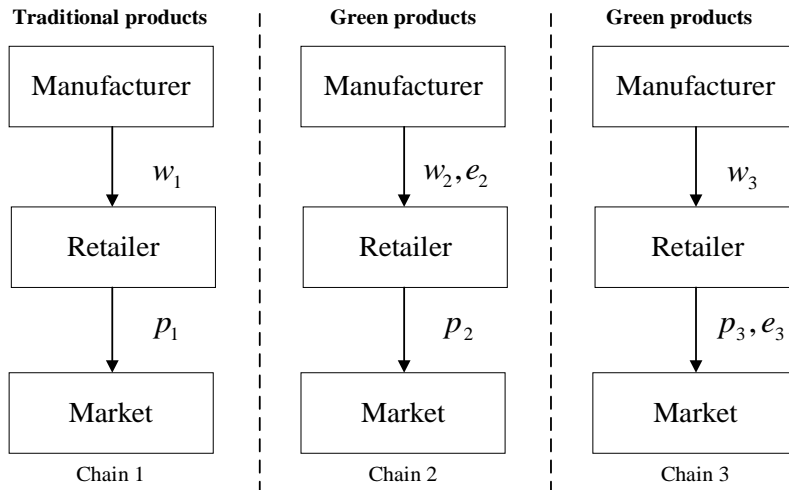 Traditional products
Green products
Green products
Manufacturer
Manufacturer
Manufacturer
w₁
w₂, e₂
w₃
Retailer
Retailer
Retailer
p₁
p₂
p₃, e₃
Market
Market
Market
Chain 1
Chain 2
Chain 3